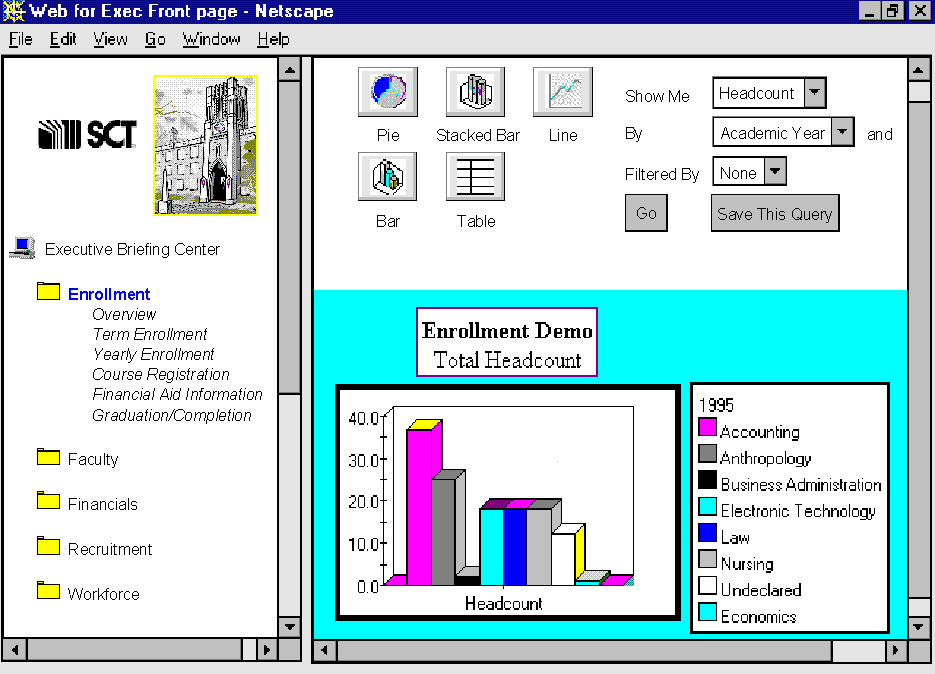 Web for Exec Front page - Netscape
File Edit View Go Window Help
SCT
Executive Briefing Center
Enrollment
Overview
Term Enrollment
Yearly Enrollment
Course Registration
Financial Aid Information
Graduation/Completion
Faculty
Financials
Recruitment
Workforce
Pie
Stacked Bar
Line
Bar
Table
Show Me Headcount
By Academic Year and
Filtered By None
Go
Save This Query
Enrollment Demo
Total Headcount
40.0
30.0
20.0
10.0
0.0
Headcount
1995
Accounting
Anthropology
Business Administration
Electronic Technology
Law
Nursing
Undeclared
Economics